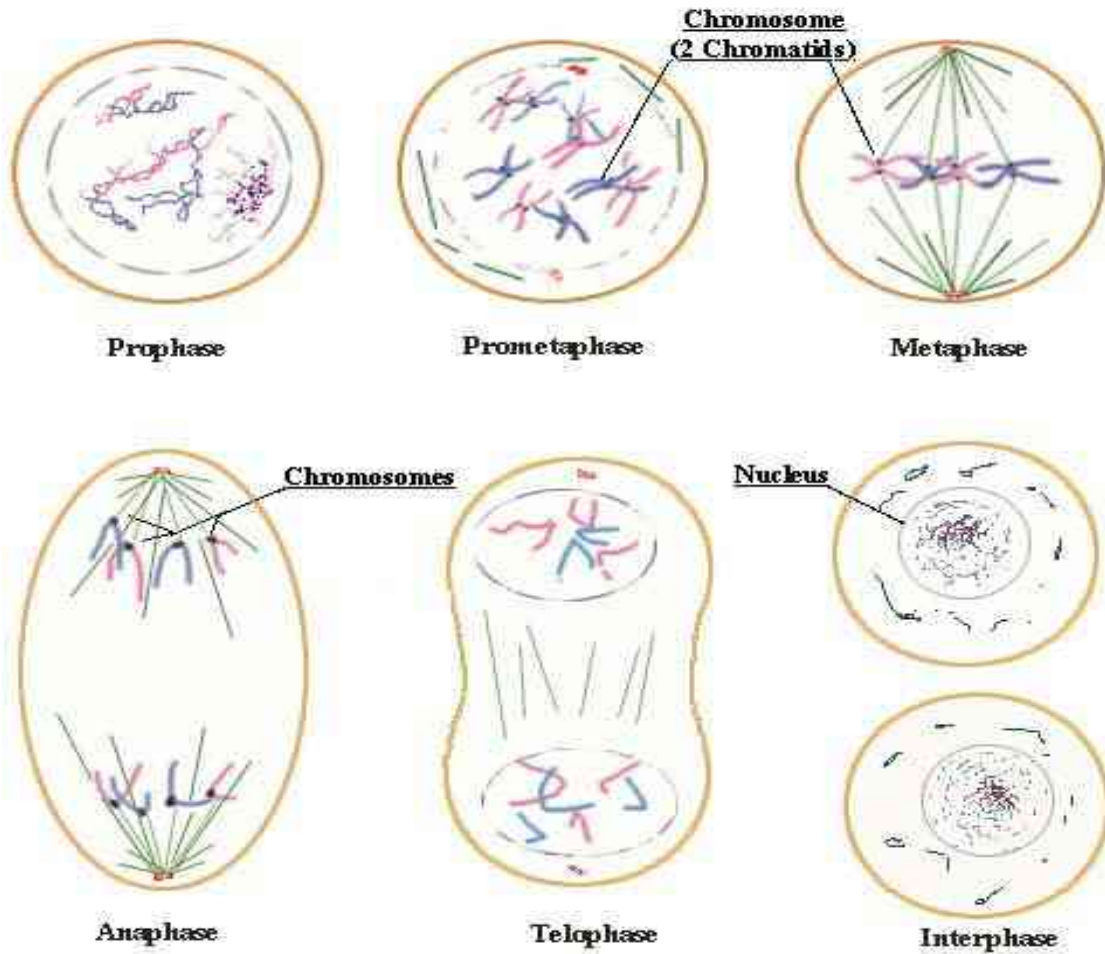 Chromosome
(2 Chromatids)
Prophase
Prometaphase
Metaphase
Chromosomes
Nucleus
Anaphase
Telophase
Interphase